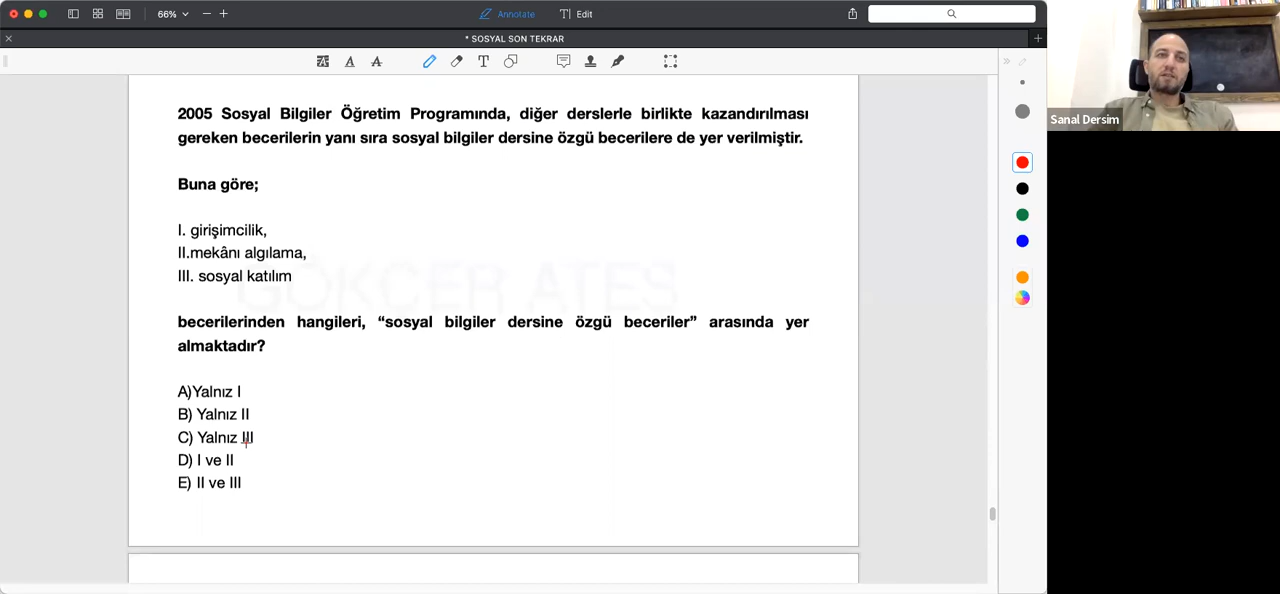 66%
Annotate
Edit
* SOSYAL SON TEKRAR
Sanal Dersim
2005 Sosyal Bilgiler Öğretim Programında, diğer derslerle birlikte kazandırılması
gereken becerilerin yanı sıra sosyal bilgiler dersine özgü becerilere de yer verilmiştir.
Buna göre;
I. girişimcilik,
II.mekânı algılama,
III. sosyal katılım
GÖKCER ATES
becerilerinden hangileri, “sosyal bilgiler dersine özgü beceriler” arasında yer
almaktadır?
A)Yalnız I
B) Yalnız II
C) Yalnız III
D) I ve II
E) II ve III